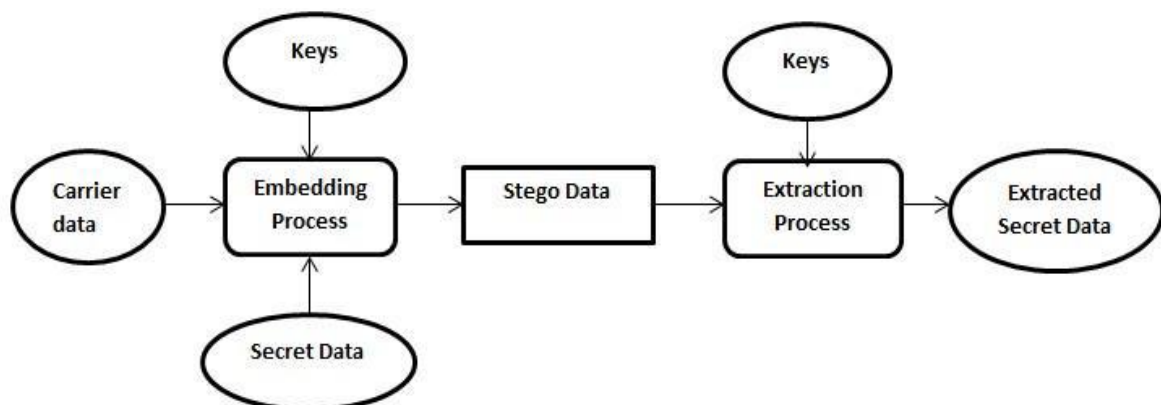 Keys
Keys
Carrier
data
Embedding
Process
Stego Data
Extraction
Process
Extracted
Secret Data
Secret Data